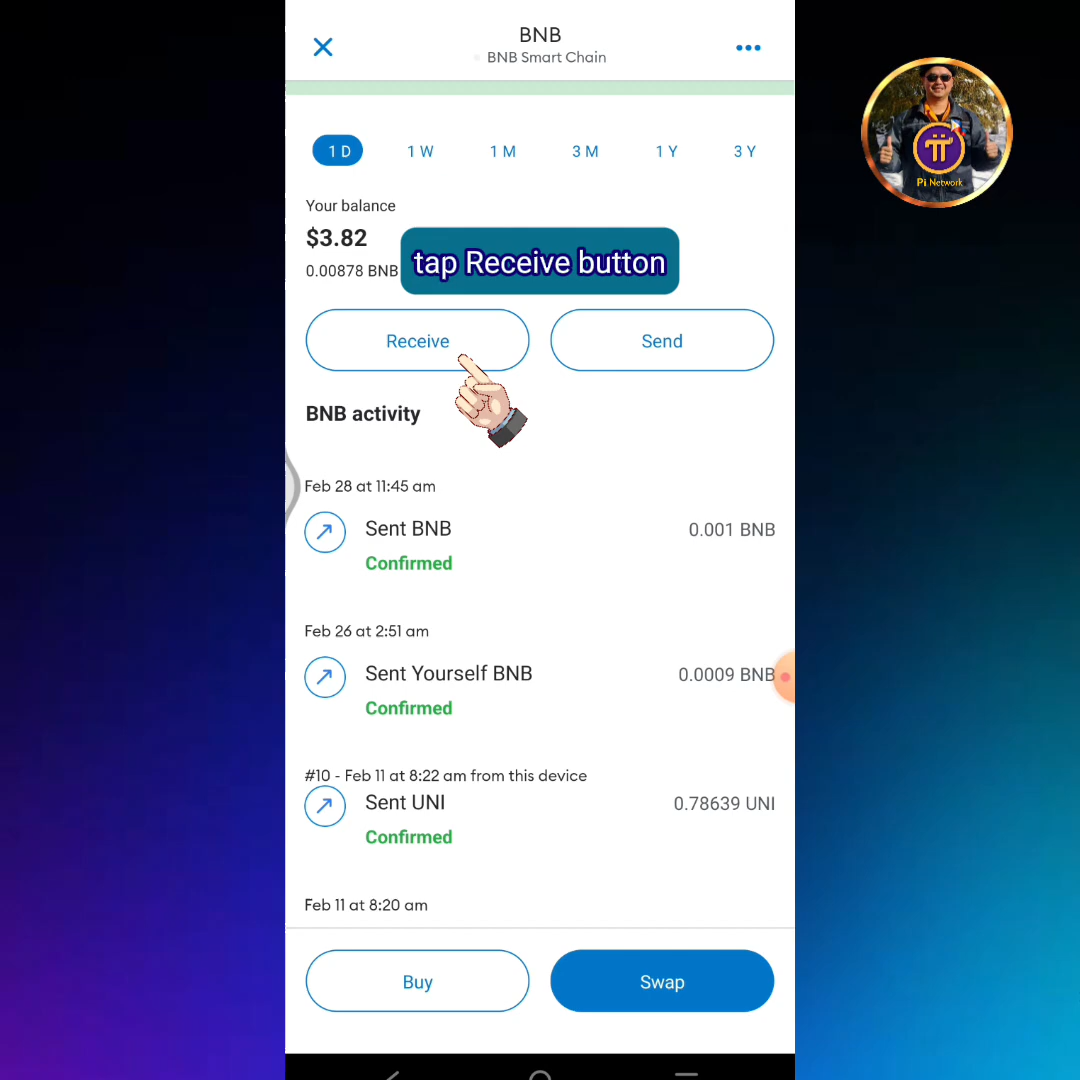 BNB
BNB Smart Chain
1 D 1 W 1 M 3 M 1 Y 3 Y
Your balance
$3.82
0.00878 BNB
tap Receive button
Receive Send
BNB activity
Feb 28 at 11:45 am
Sent BNB 0.001 BNB
Confirmed
Feb 26 at 2:51 am
Sent Yourself BNB 0.0009 BNB
Confirmed
#10 - Feb 11 at 8:22 am from this device
Sent UNI 0.78639 UNI
Confirmed
Feb 11 at 8:20 am
Buy Swap
Pi Network